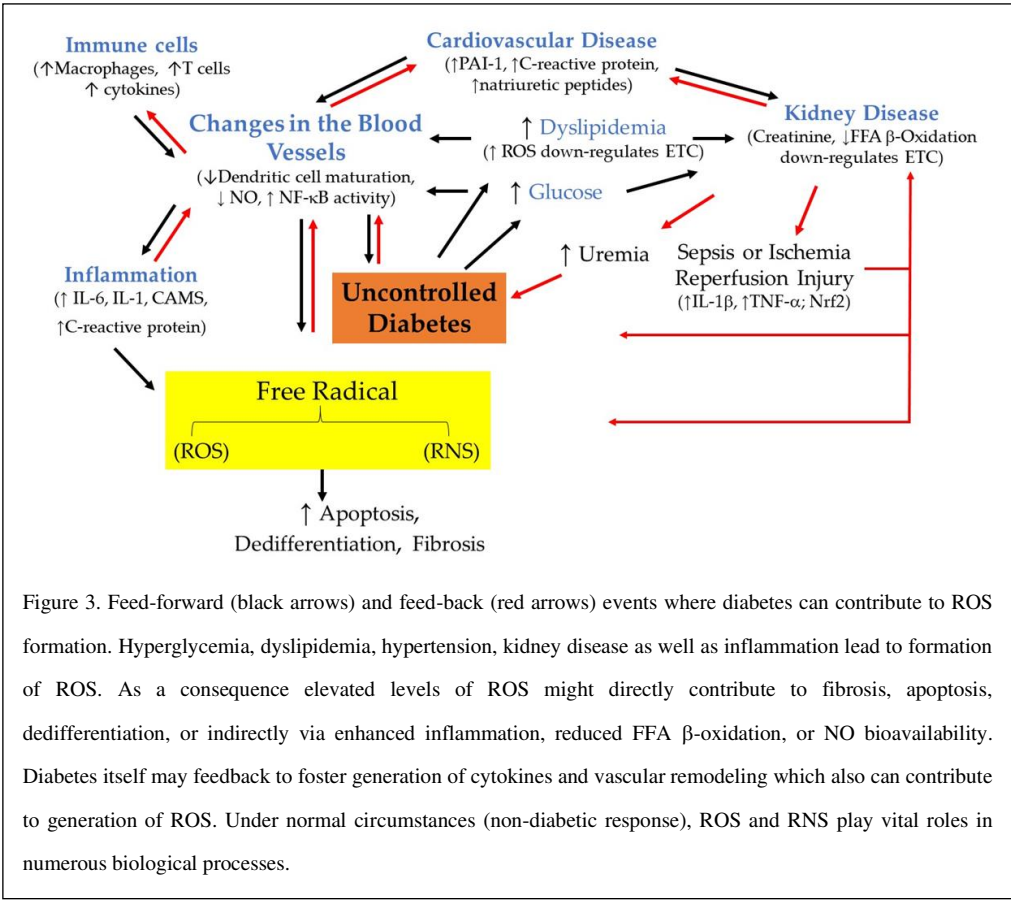 Immune cells
(↑Macrophages, ↑T cells
↑ cytokines)
Cardiovascular Disease
(↑PAI-1, ↑C-reactive protein,
↑natriuretic peptides)
Changes in the Blood
Vessels
(↓Dendritic cell maturation,
↓ NO, ↑ NF-κB activity)
↑ Dyslipidemia
(↑ ROS down-regulates ETC)
↑ Glucose
Kidney Disease
(Creatinine, ↓FFA β-Oxidation
down-regulates ETC)
Inflammation
(↑ IL-6, IL-1, CAMS,
↑C-reactive protein)
Uncontrolled
Diabetes
↑ Uremia
Sepsis or Ischemia
Reperfusion Injury
(↑IL-1β, ↑TNF-α; Nrf2)
Free Radical
(ROS) (RNS)
↑ Apoptosis,
Dedifferentiation, Fibrosis
Figure 3. Feed-forward (black arrows) and feed-back (red arrows) events where diabetes can contribute to ROS
formation. Hyperglycemia, dyslipidemia, hypertension, kidney disease as well as inflammation lead to formation
of ROS. As a consequence elevated levels of ROS might directly contribute to fibrosis, apoptosis,
dedifferentiation, or indirectly via enhanced inflammation, reduced FFA β-oxidation, or NO bioavailability.
Diabetes itself may feedback to foster generation of cytokines and vascular remodeling which also can contribute
to generation of ROS. Under normal circumstances (non-diabetic response), ROS and RNS play vital roles in
numerous biological processes.